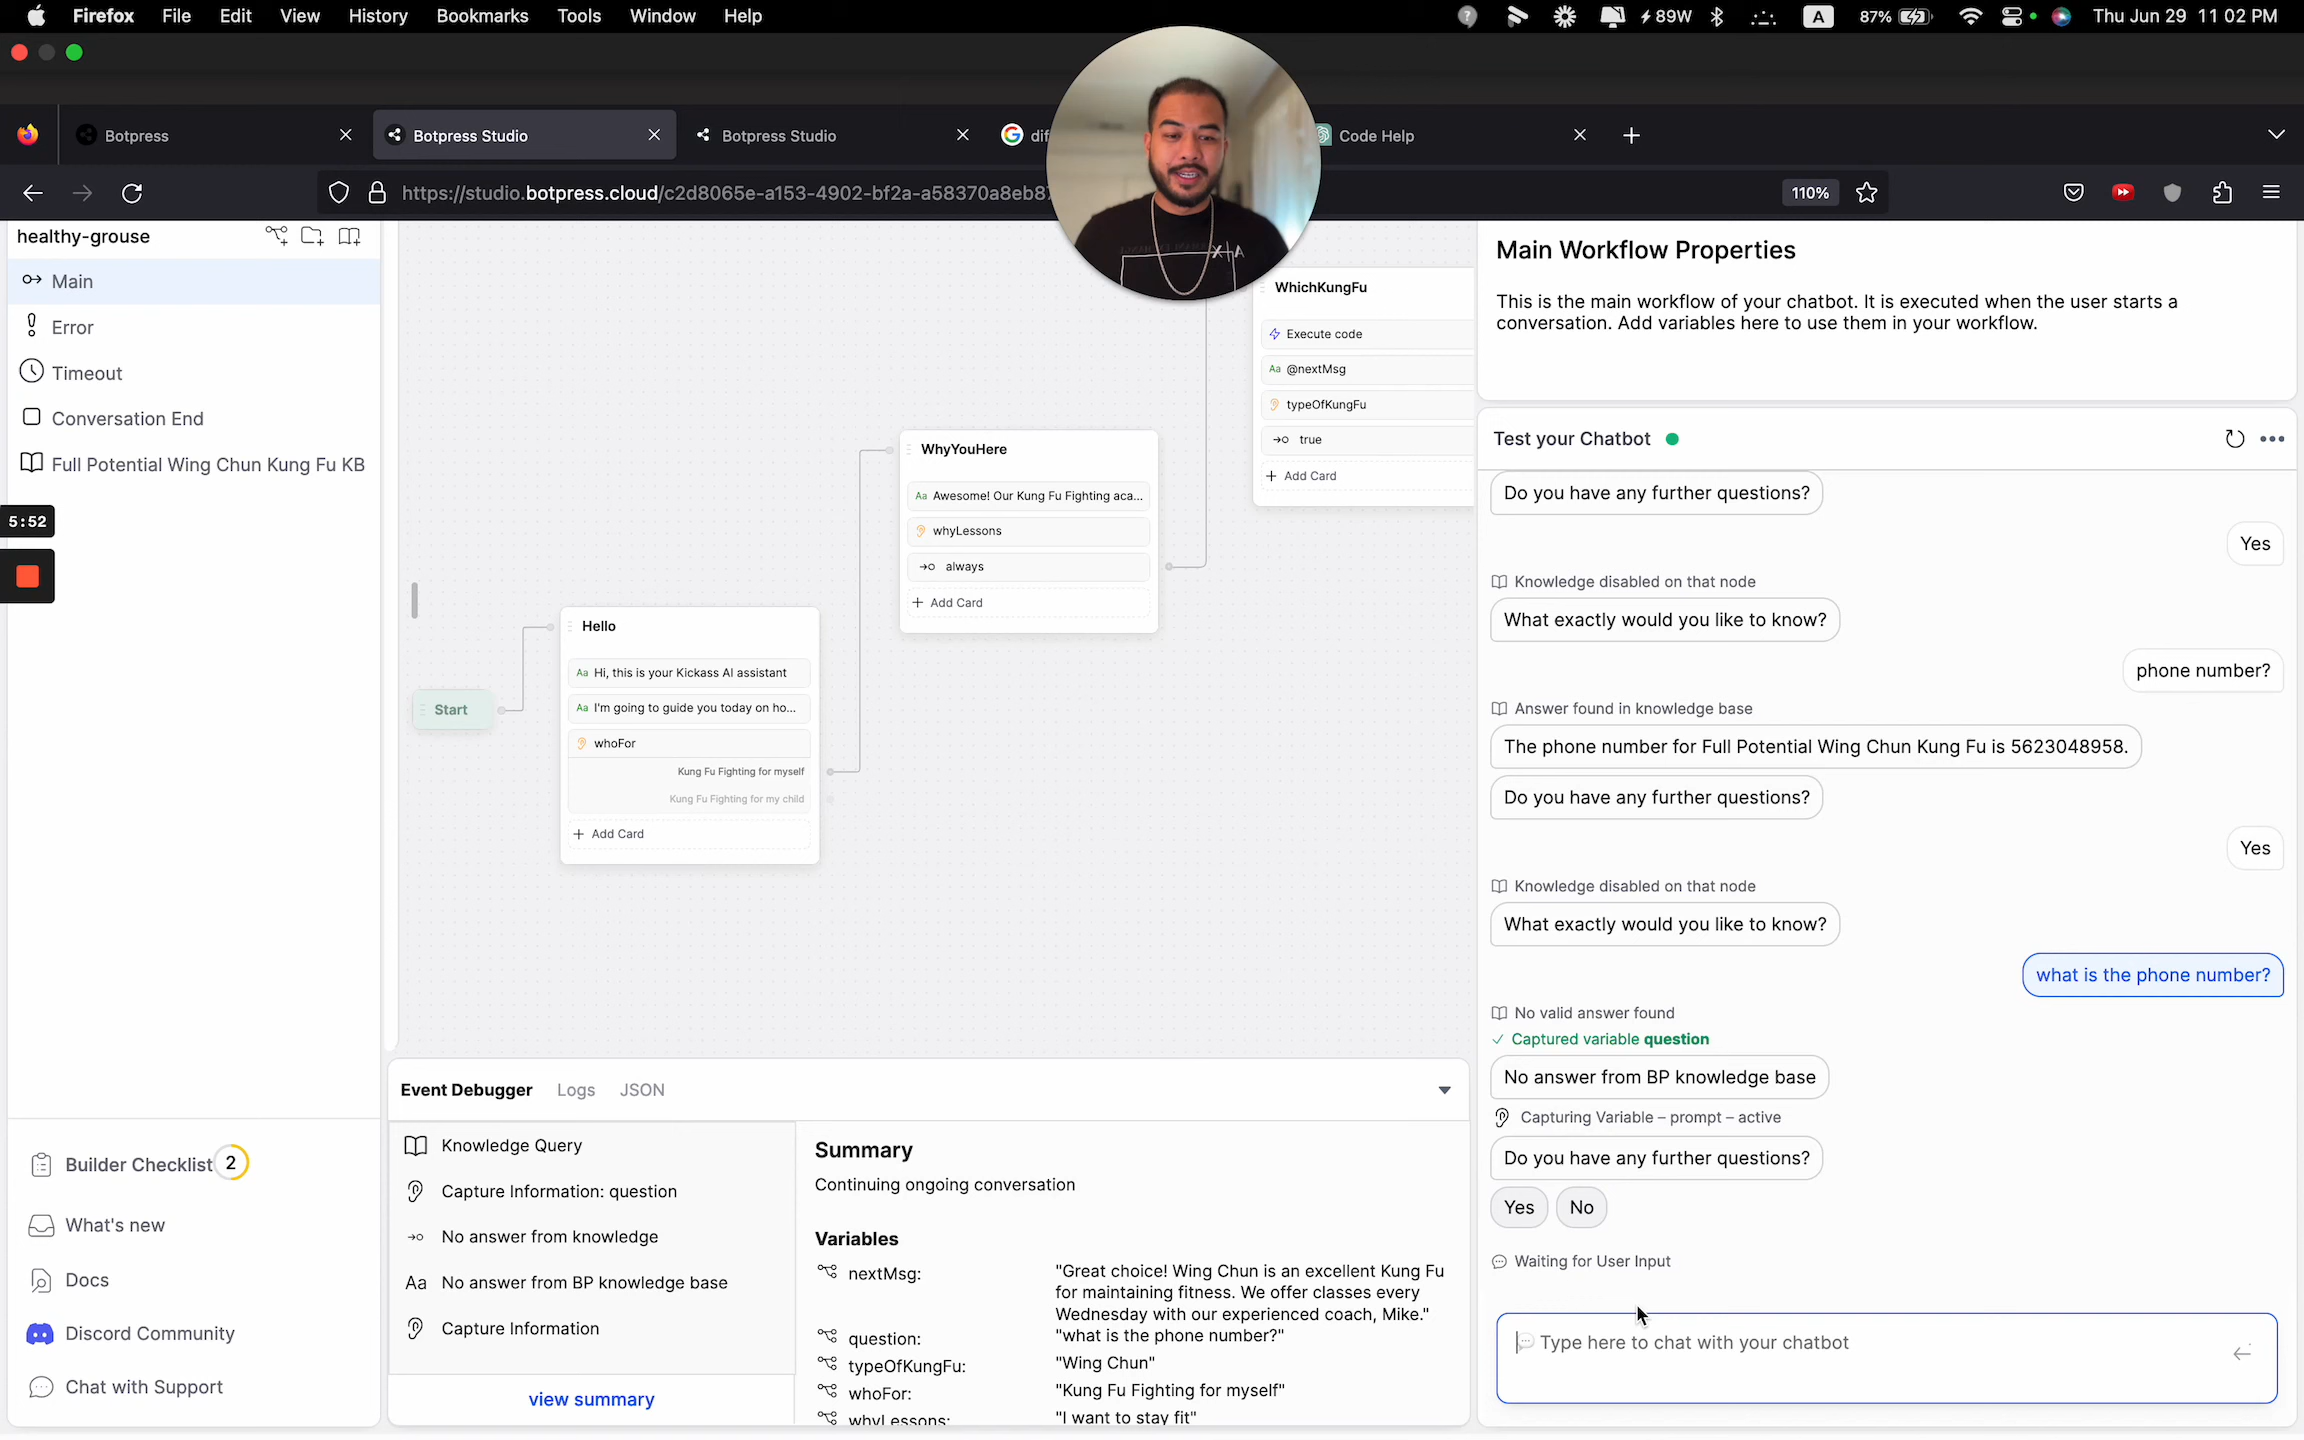 Firefox File Edit View History Bookmarks Tools Window Help
89W A 87% Thu Jun 29 11 02 PM
Botpress
Botpress Studio
Botpress Studio
dif
Code Help
https://studio.botpress.cloud/c2d8065e-a153-4902-bf2a-a58370a8eb8
110%
healthy-grouse
Main
Error
Timeout
Conversation End
Full Potential Wing Chun Kung Fu KB
5:52
Builder Checklist 2
What's new
Docs
Discord Community
Chat with Support
Start
Hello
Aa Hi, this is your Kickass AI assistant
Aa I'm going to guide you today on ho...
whoFor
Kung Fu Fighting for myself
Kung Fu Fighting for my child
+ Add Card
WhyYouHere
Aa Awesome! Our Kung Fu Fighting aca...
whyLessons
always
+ Add Card
X|A
WhichKungFu
Execute code
Aa @nextMsg
typeOfKungFu
true
+ Add Card
Event Debugger Logs JSON
Knowledge Query
Capture Information: question
No answer from knowledge
Aa No answer from BP knowledge base
Capture Information
view summary
Summary
Continuing ongoing conversation
Variables
nextMsg: "Great choice! Wing Chun is an excellent Kung Fu
for maintaining fitness. We offer classes every
Wednesday with our experienced coach, Mike."
question: "what is the phone number?"
typeOfKungFu: "Wing Chun"
whoFor: "Kung Fu Fighting for myself"
whyLessons: "I want to stay fit"
Main Workflow Properties
This is the main workflow of your chatbot. It is executed when the user starts a
conversation. Add variables here to use them in your workflow.
Test your Chatbot
Do you have any further questions?
Yes
Knowledge disabled on that node
What exactly would you like to know?
phone number?
Answer found in knowledge base
The phone number for Full Potential Wing Chun Kung Fu is 5623048958.
Do you have any further questions?
Yes
Knowledge disabled on that node
What exactly would you like to know?
what is the phone number?
No valid answer found
Captured variable question
No answer from BP knowledge base
Capturing Variable – prompt – active
Do you have any further questions?
Yes No
Waiting for User Input
Type here to chat with your chatbot